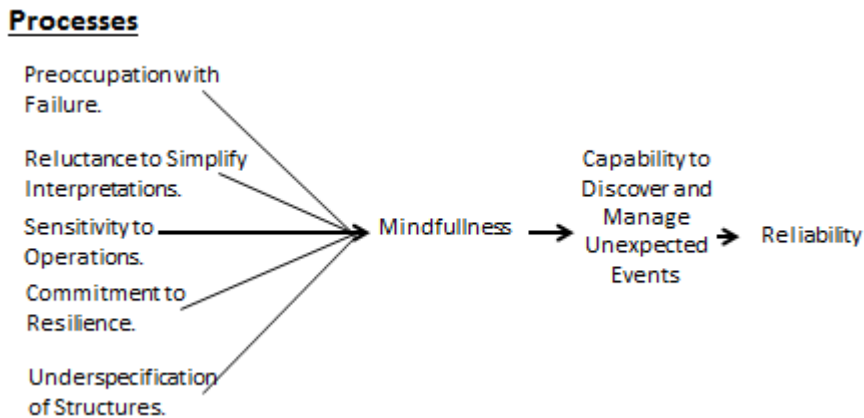 Processes
Preoccupation with
Failure.
Reluctance to Simplify
Interpretations.
Sensitivity to
Operations.
Commitment to
Resilience.
Underspecification
of Structures.
Mindfullness
Capability to
Discover and
Manage
Unexpected
Events
Reliability